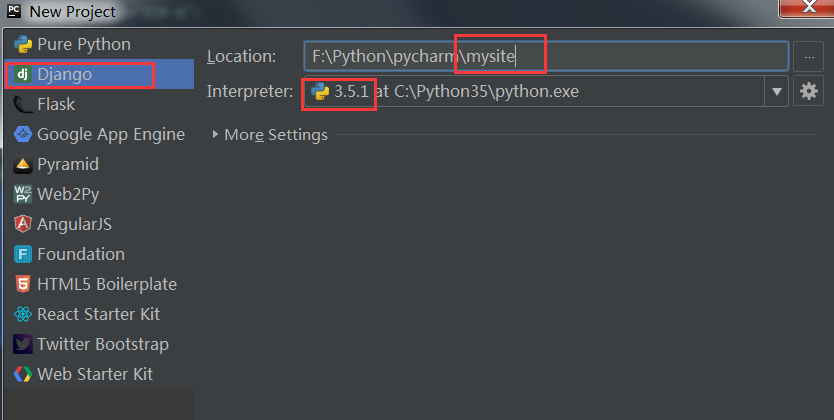 PC New Project
Pure Python
dj Django
Flask
Google App Engine
Pyramid
W2PY Web2Py
AngularJS
F Foundation
HTML5 Boilerplate
React Starter Kit
Twitter Bootstrap
Web Starter Kit
Location: F:\Python\pycharm\mysite ...
Interpreter: 3.5.1 at C:\Python35\python.exe
More Settings